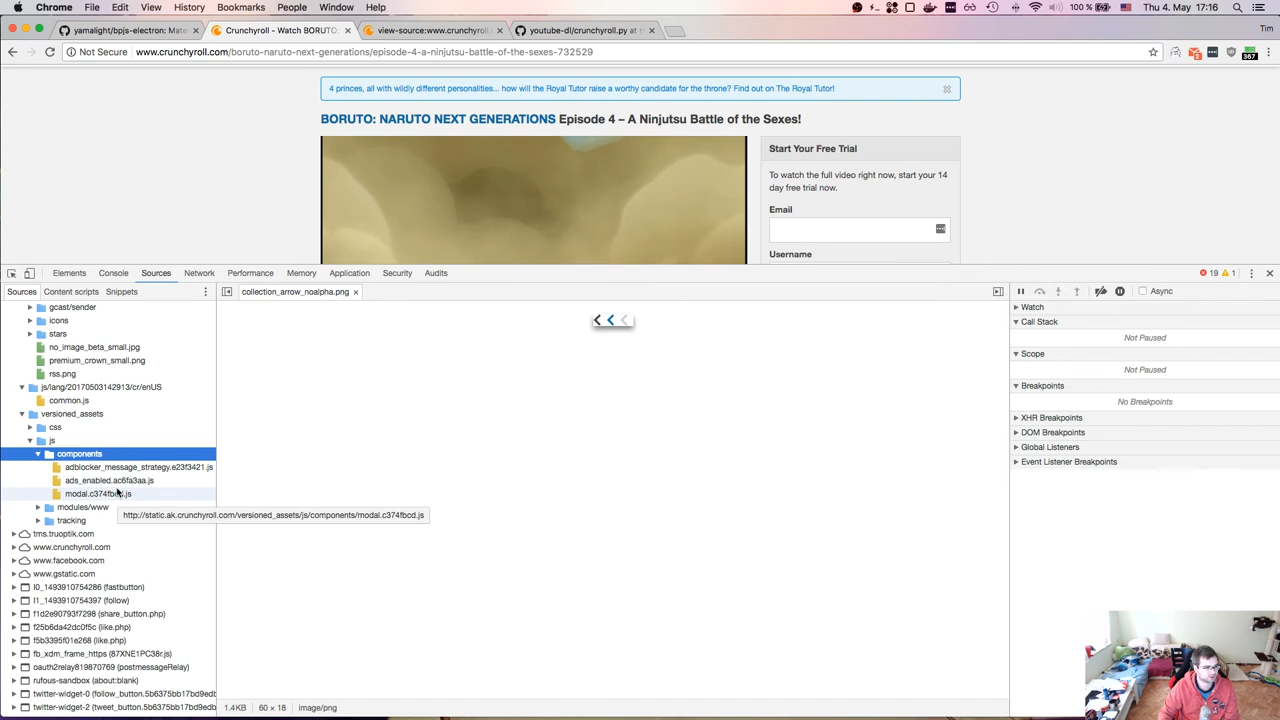 Chrome File Edit View History Bookmarks People Window Help
100 % Thu 4. May 17:16
yamalight/bpjs-electron: Mate × Crunchyroll - Watch BORUTO × view-source:www.crunchyroll. × youtube-dl/crunchyroll.py at × Tim
Not Secure www.crunchyroll.com/boruto-naruto-next-generations/episode-4-a-ninjutsu-battle-of-the-sexes-732529
4 princes, all with wildly different personalities... how will the Royal Tutor raise a worthy candidate for the throne? Find out on The Royal Tutor!
BORUTO: NARUTO NEXT GENERATIONS Episode 4 – A Ninjutsu Battle of the Sexes!
Start Your Free Trial
To watch the full video right now, start your 14
day free trial now.
Email
Username
Elements Console Sources Network Performance Memory Application Security Audits 19 1
Sources Content scripts Snippets
collection_arrow_noalpha.png ×
Async
gcast/sender
icons
stars
no_image_beta_small.jpg
premium_crown_small.png
rss.png
js/lang/20170503142913/cr/enUS
common.js
versioned_assets
css
js
components
adblocker_message_strategy.e23f3421.js
ads_enabled.ac6fa3aa.js
modal.c374fbcd.js
modules/www
http://static.ak.crunchyroll.com/versioned_assets/js/components/modal.c374fbcd.js
tracking
tms.truoptik.com
www.crunchyroll.com
www.facebook.com
www.gstatic.com
I0_1493910754286 (fastbutton)
I1_1493910754397 (follow)
f1d2e90793f7298 (share_button.php)
f25b6da42dc0f5c (like.php)
f5b3395f01e268 (like.php)
fb_xdm_frame_https (87XNE1PC38r.js)
oauth2relay819870769 (postmessageRelay)
rufous-sandbox (about:blank)
twitter-widget-0 (follow_button.5b6375bb17bd9edb
twitter-widget-2 (tweet_button.5b6375bb17bd9edb
Watch
Call Stack
Not Paused
Scope
Not Paused
Breakpoints
No Breakpoints
XHR Breakpoints
DOM Breakpoints
Global Listeners
Event Listener Breakpoints
1.4KB 60 × 18 image/png